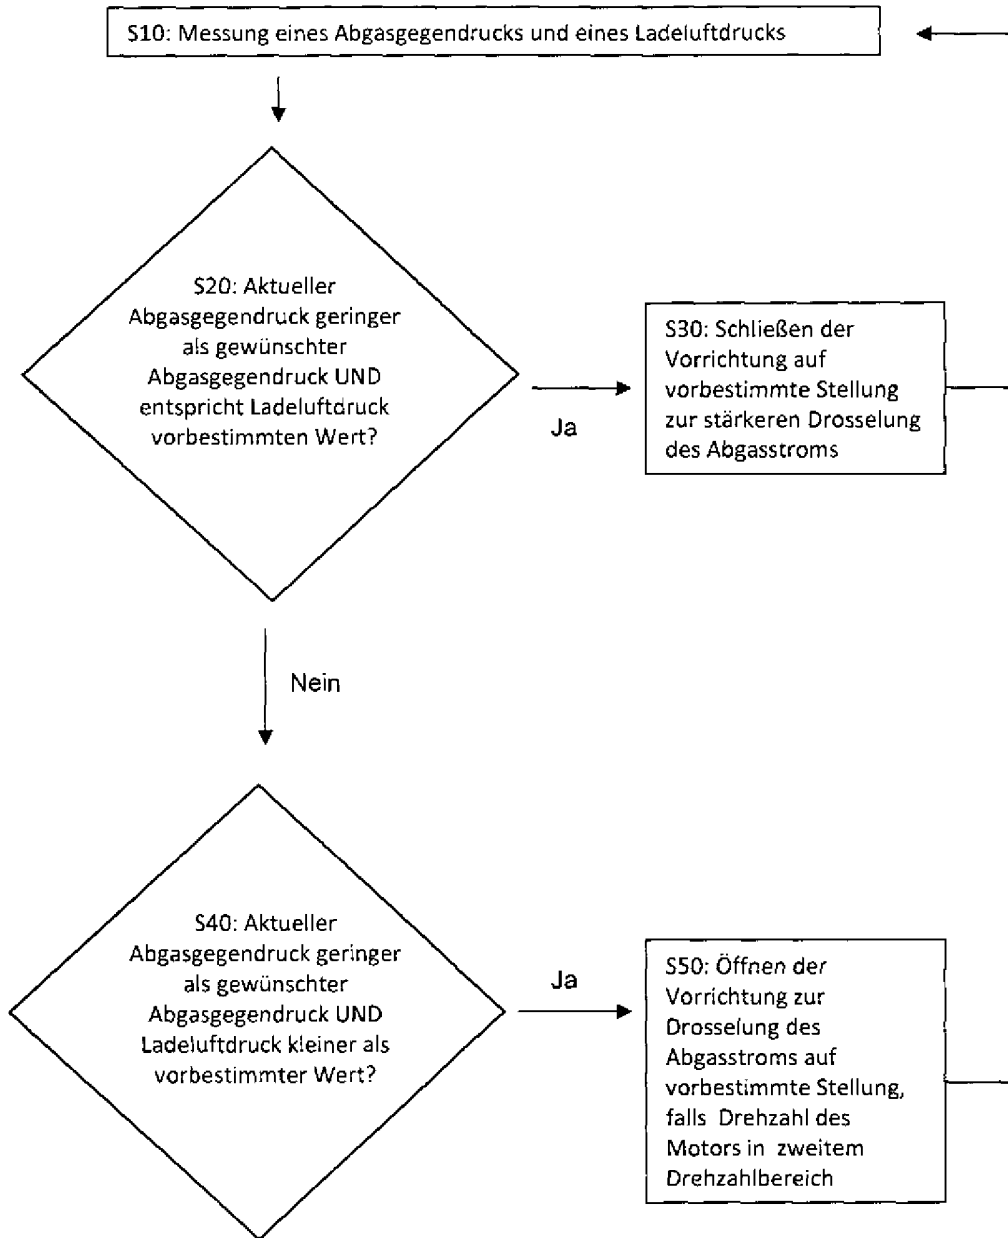 S10: Messung eines Abgasgegendrucks und eines Ladeluftdrucks
S20: Aktueller
Abgasgegendruck geringer
als gewünschter
Abgasgegendruck UND
entspricht Ladeluftdruck
vorbestimmten Wert?
Ja
S30: Schließen der
Vorrichtung auf
vorbestimmte Stellung
zur stärkeren Drosselung
des Abgasstroms
Nein
S40: Aktueller
Abgasgegendruck geringer
als gewünschter
Abgasgegendruck UND
Ladeluftdruck kleiner als
vorbestimmter Wert?
Ja
S50: Öffnen der
Vorrichtung zur
Drosselung des
Abgasstroms auf
vorbestimmte Stellung,
falls Drehzahl des
Motors in zweitem
Drehzahlbereich